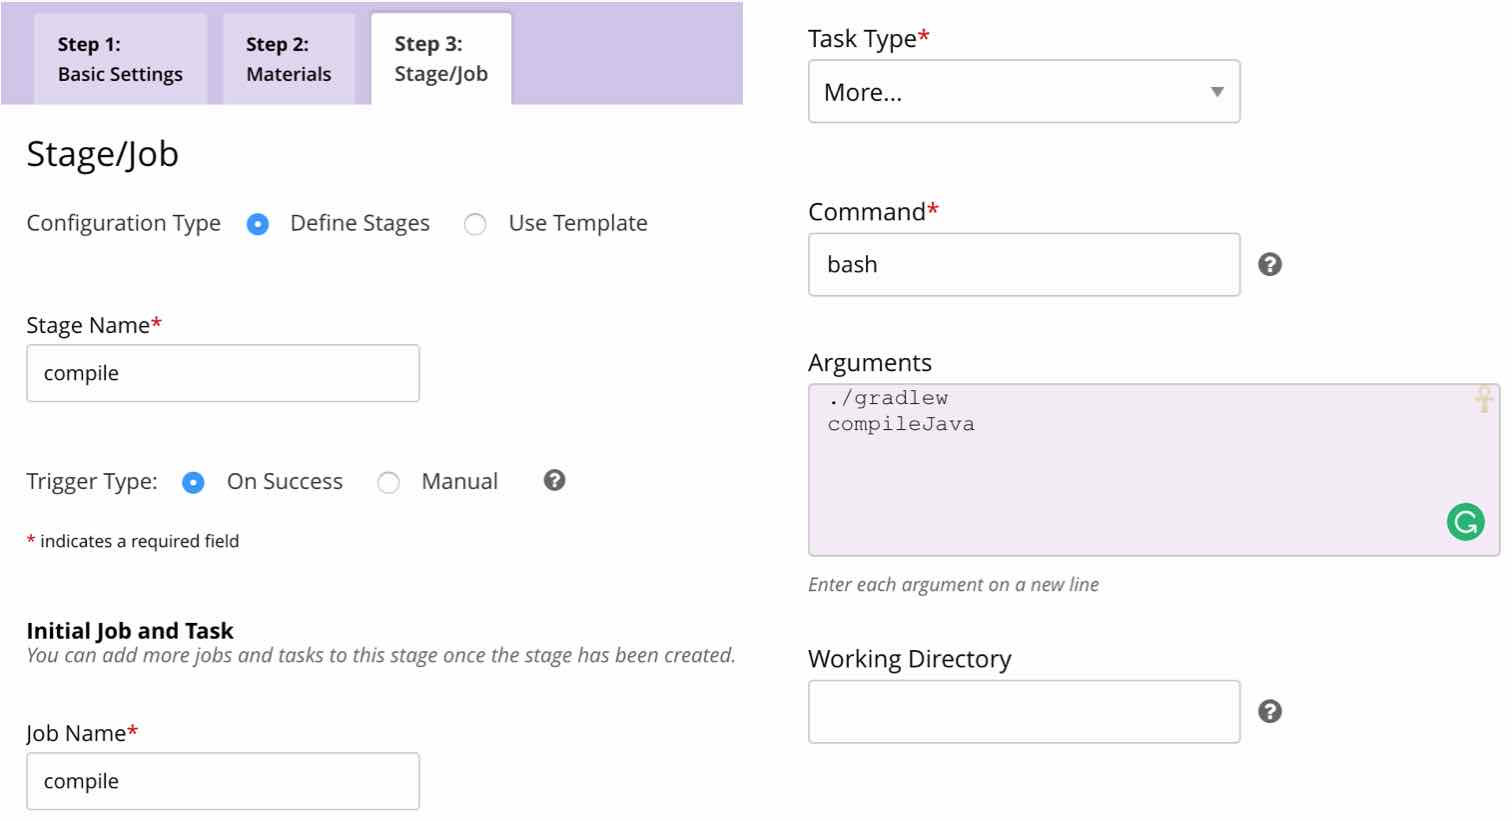 Step 1:
Basic Settings
Step 2:
Materials
Step 3:
Stage/Job
Stage/Job
Configuration Type Define Stages Use Template
Stage Name*
compile
Trigger Type: On Success Manual ?
* indicates a required field
Initial Job and Task
You can add more jobs and tasks to this stage once the stage has been created.
Job Name*
compile
Task Type*
More...
Command*
bash ?
Arguments
./gradlew
compileJava
Enter each argument on a new line
Working Directory
?